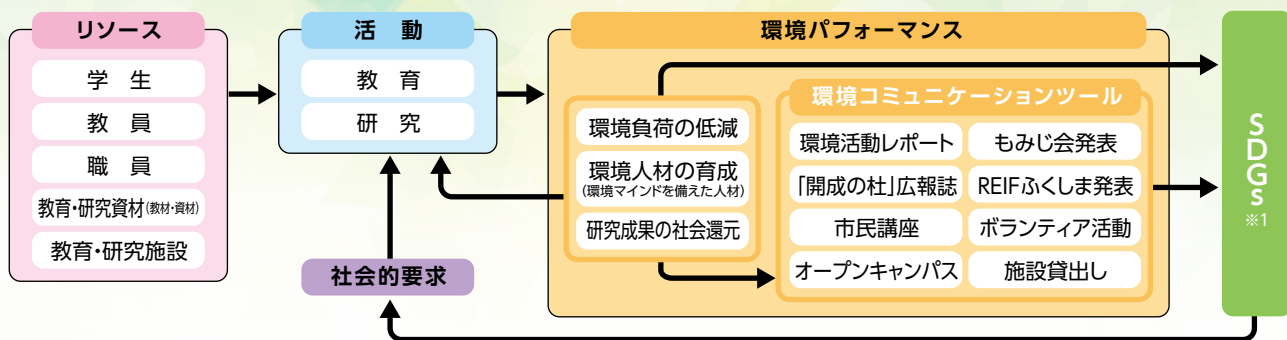 リソース
学 生
教 員
職 員
教育・研究資材(教材・資材)
教育・研究施設
活 動
教 育
研 究
社会的要求
環境パフォーマンス
環境負荷の低減
環境人材の育成
(環境マインドを備えた人材)
研究成果の社会還元
環境コミュニケーションツール
環境活動レポート
もみじ会発表
「開成の杜」広報誌
REIFふくしま発表
市民講座
ボランティア活動
オープンキャンパス
施設貸出し
SDGs
※1